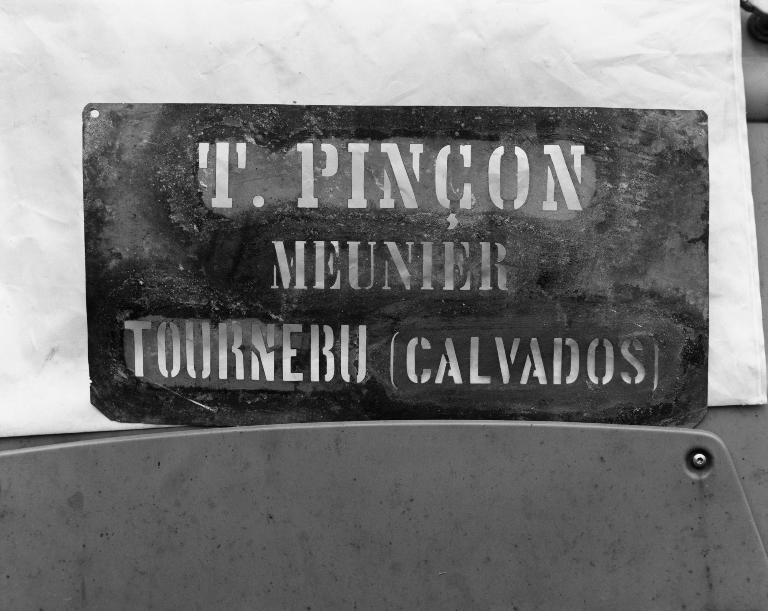 T. PINÇON
MEUNIER
TOURNEBU (CALVADOS)